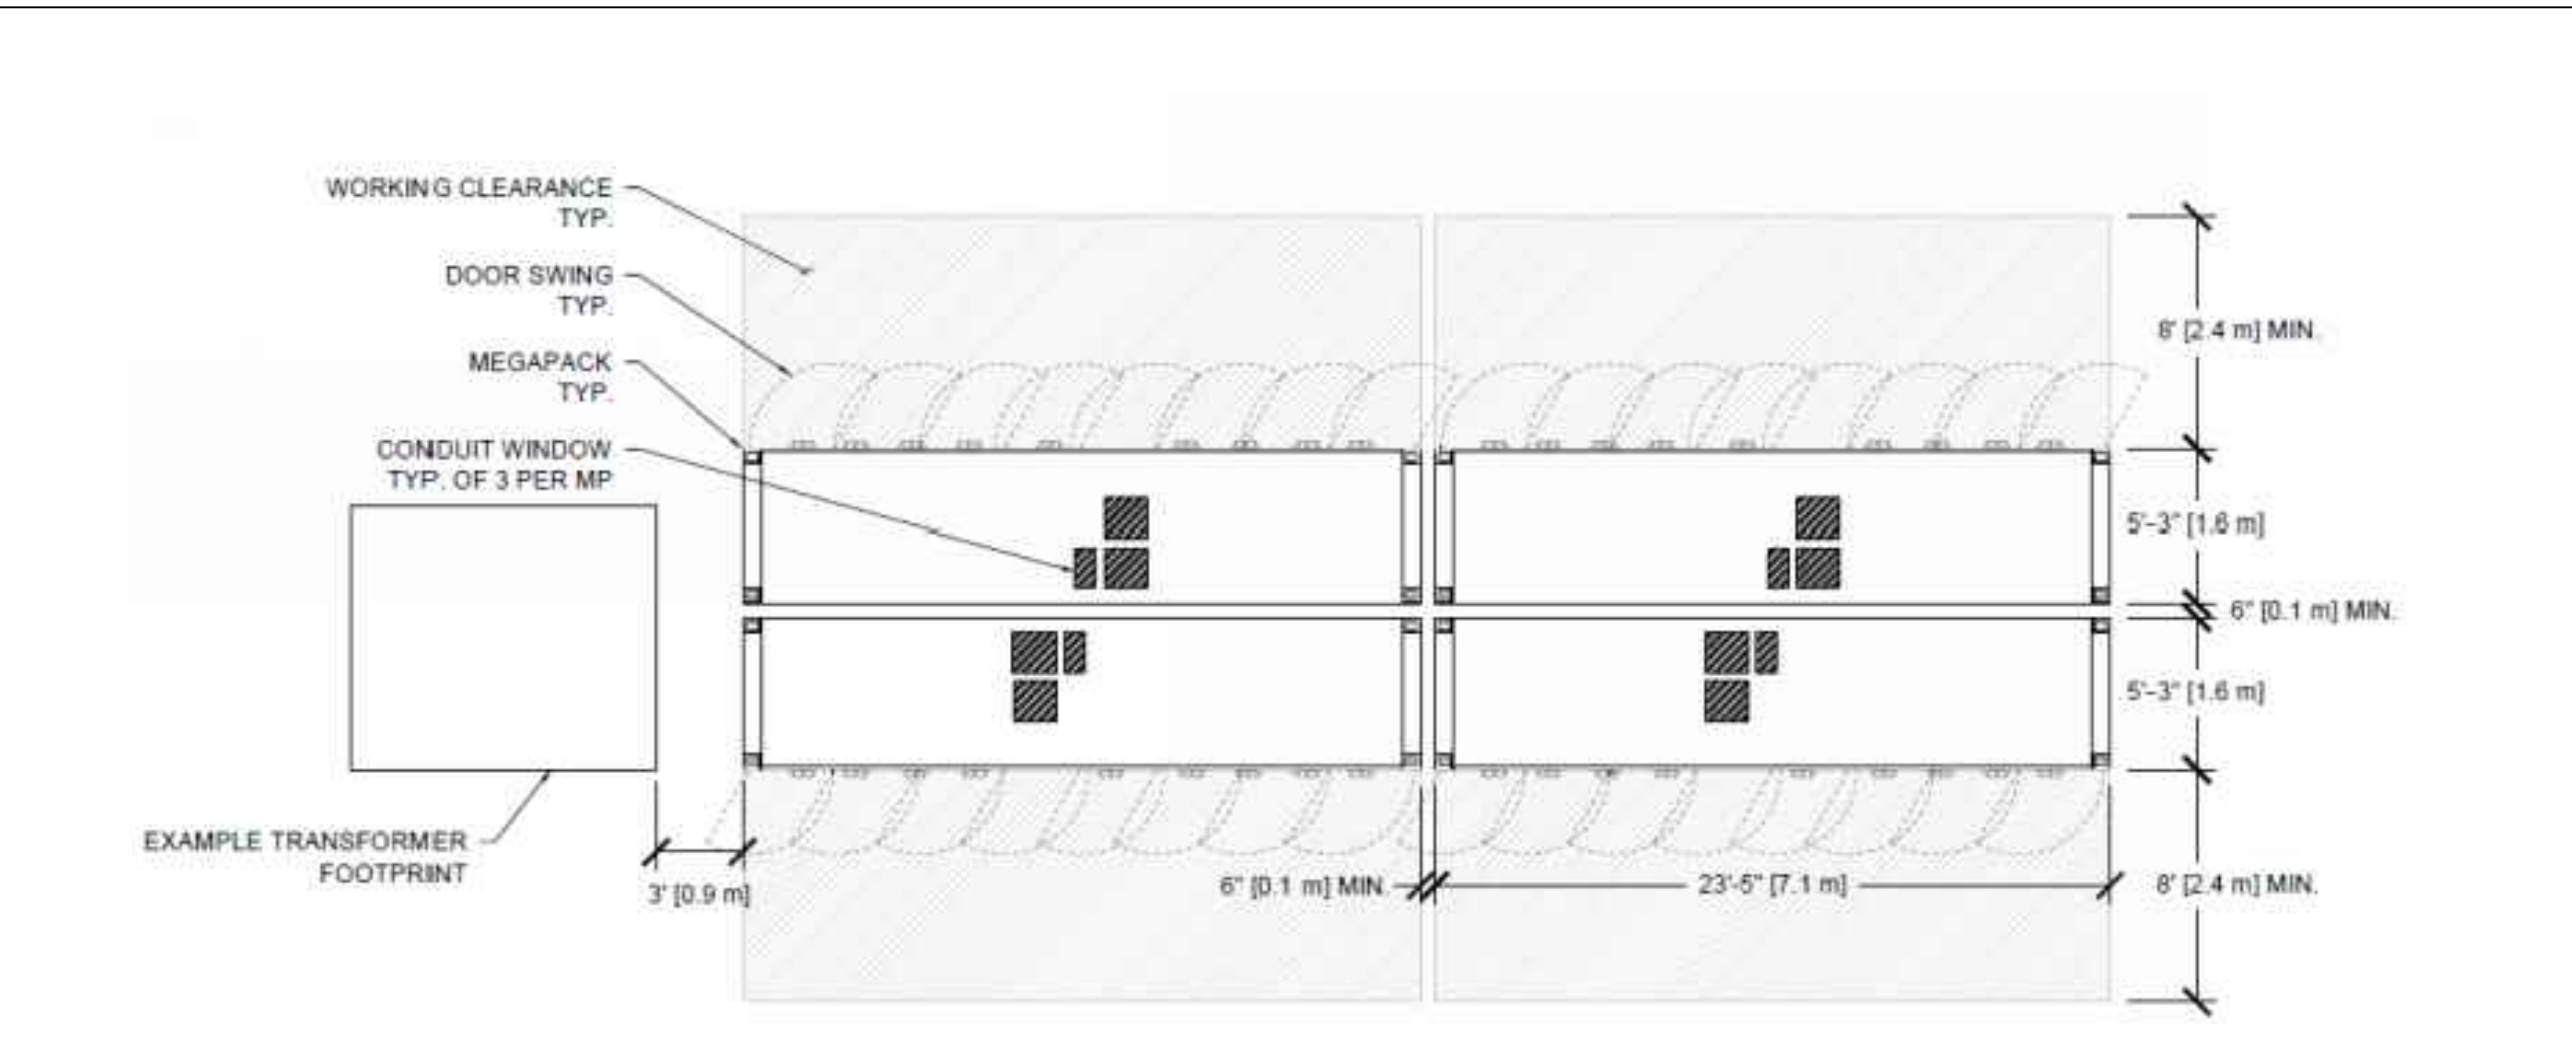 WORKING CLEARANCE
TYP.
DOOR SWING
TYP.
MEGAPACK
TYP.
CONDUIT WINDOW
TYP. OF 3 PER MP
EXAMPLE TRANSFORMER
FOOTPRINT
3' [0.9 m]
6" [0.1 m] MIN.
23'-5" [7.1 m]
8' [2.4 m] MIN.
5'-3" [1.6 m]
6" [0.1 m] MIN.
5'-3" [1.6 m]
8' [2.4 m] MIN.